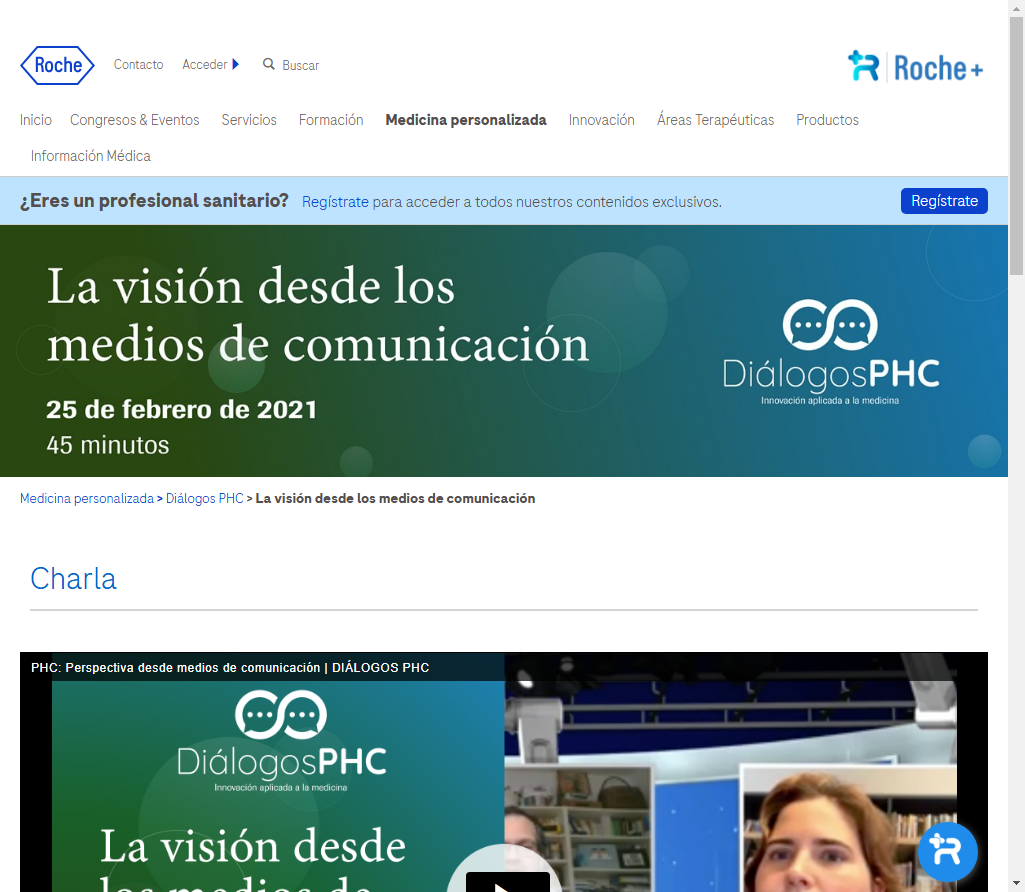 Roche
Contacto
Acceder
Buscar
Roche+
Inicio
Congresos & Eventos
Servicios
Formación
Medicina personalizada
Innovación
Áreas Terapéuticas
Productos
Información Médica
¿Eres un profesional sanitario?
Regístrate para acceder a todos nuestros contenidos exclusivos.
Regístrate
La visión desde los
medios de comunicación
25 de febrero de 2021
45 minutos
DiálogosPHC
Innovación aplicada a la medicina
Medicina personalizada > Diálogos PHC > La visión desde los medios de comunicación
Charla
PHC: Perspectiva desde medios de comunicación | DIÁLOGOS PHC
DiálogosPHC
Innovación aplicada a la medicina
La visión desde
los medios de